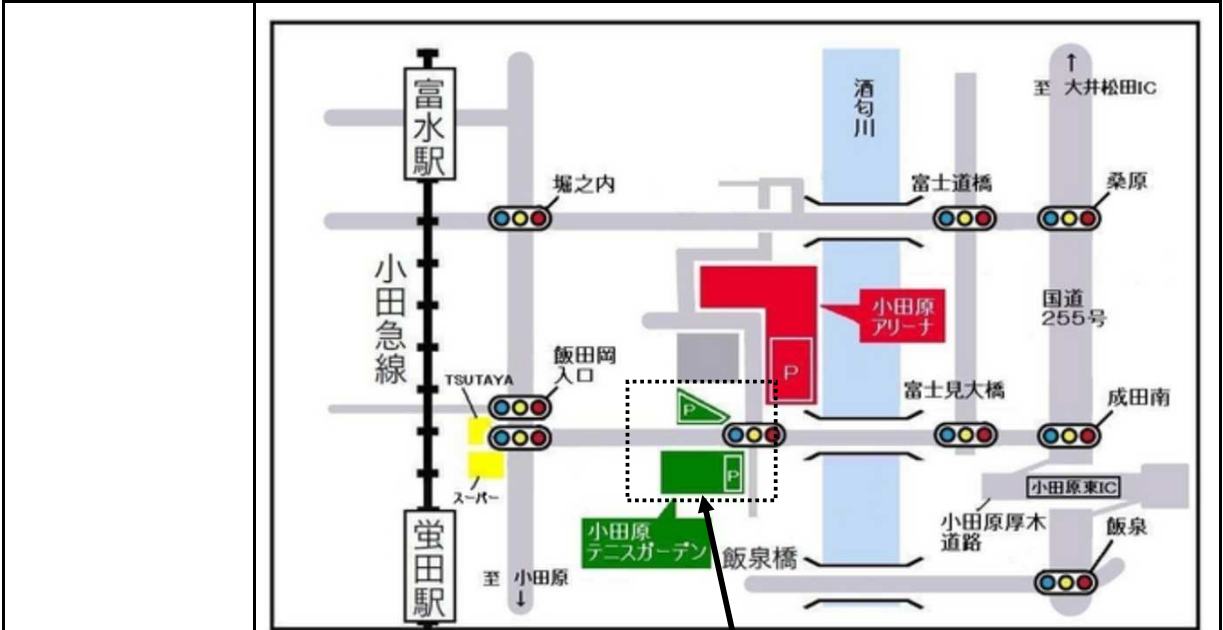 富水駅
小田急線
蛍田駅
↑
至 大井松田IC
酒匂川
堀之内
富士道橋
桑原
小田原
アリーナ
国道
255号
P
飯田岡
入口
TSUTAYA
P
富士見大橋
成田南
P
スーパー
小田原東IC
小田原
テニスガーデン
飯泉橋
小田原厚木
道路
飯泉
至 小田原
↓